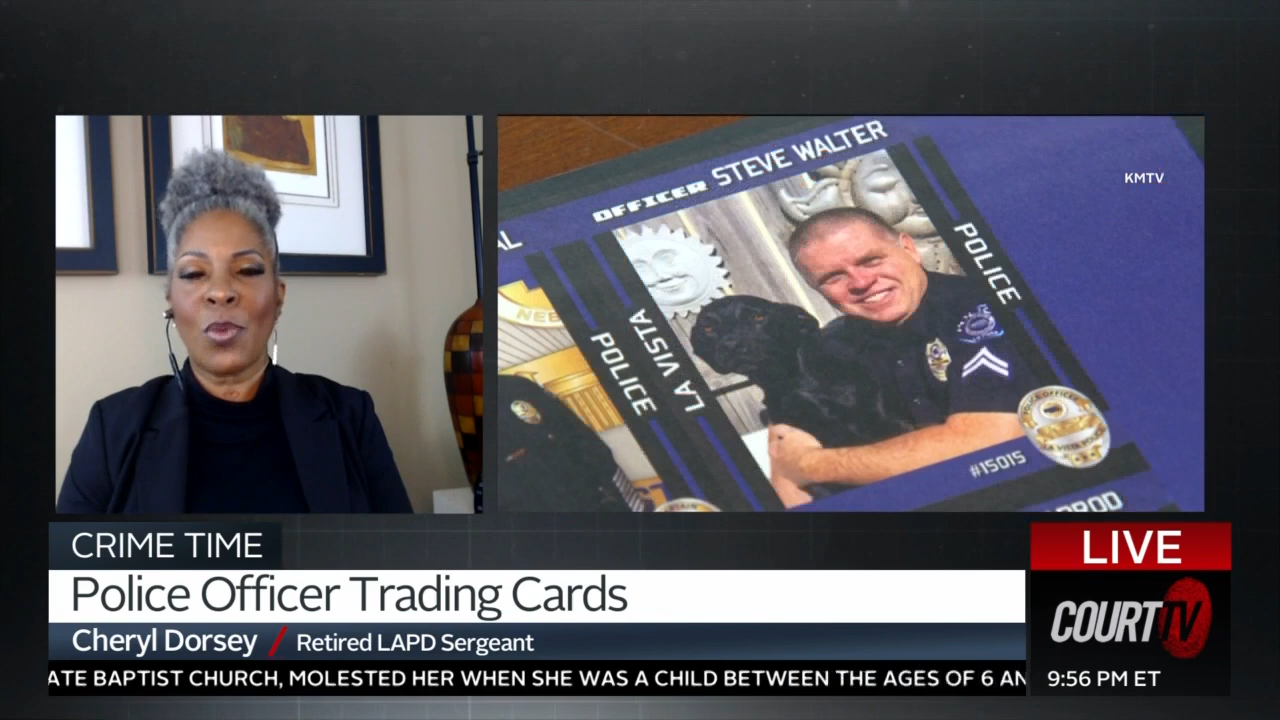 OFFICER STEVE WALTER
KMTV
AL
POLICE
NEB
POLICE
LA VISTA
#15015
CRIME TIME
Police Officer Trading Cards
Cheryl Dorsey / Retired LAPD Sergeant
LIVE
COURT TV
9:56 PM ET
ATE BAPTIST CHURCH, MOLESTED HER WHEN SHE WAS A CHILD BETWEEN THE AGES OF 6 AN